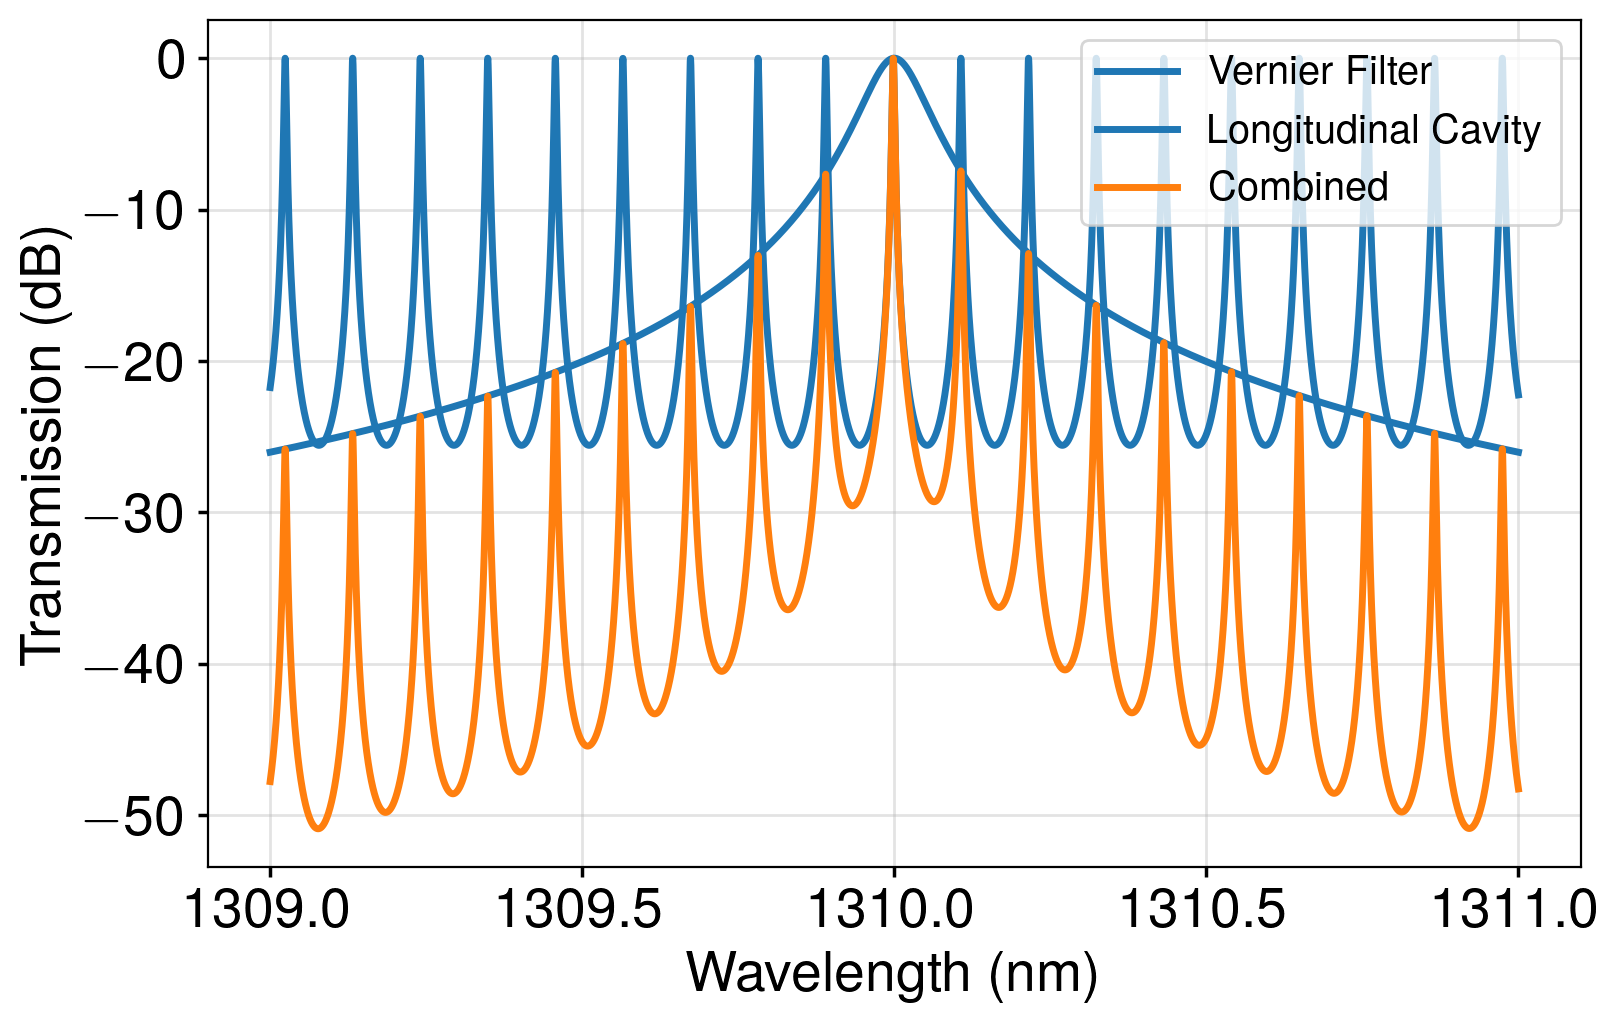 0
−10
−20
−30
−40
−50
Transmission (dB)
Vernier Filter
Longitudinal Cavity
Combined
1309.0 1309.5 1310.0 1310.5 1311.0
Wavelength (nm)